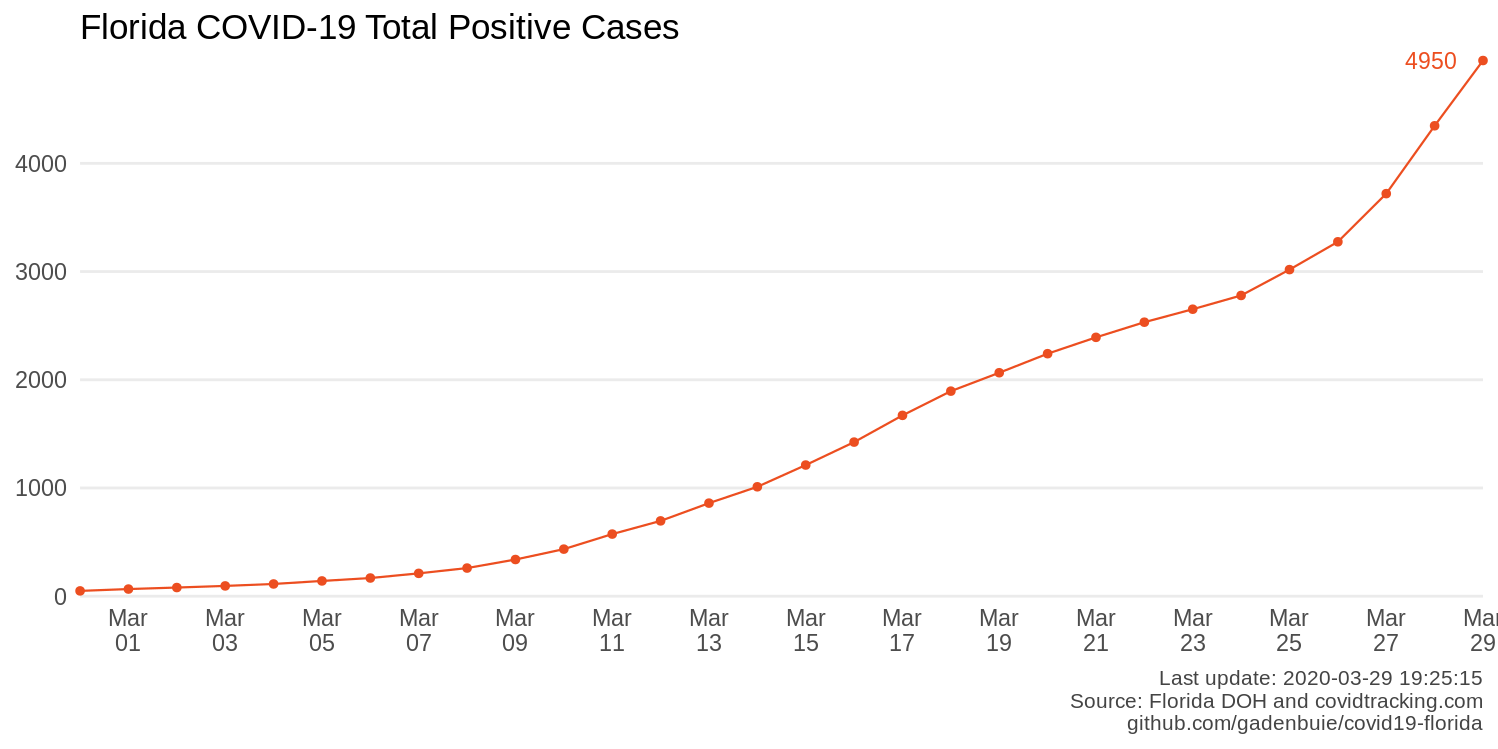 Florida COVID-19 Total Positive Cases
4950
4000
3000
2000
1000
0
Mar Mar Mar Mar Mar Mar Mar Mar Mar Mar Mar Mar Mar Mar Mar
01 03 05 07 09 11 13 15 17 19 21 23 25 27 29
Last update: 2020-03-29 19:25:15
Source: Florida DOH and covidtracking.com
github.com/gadenbuie/covid19-florida